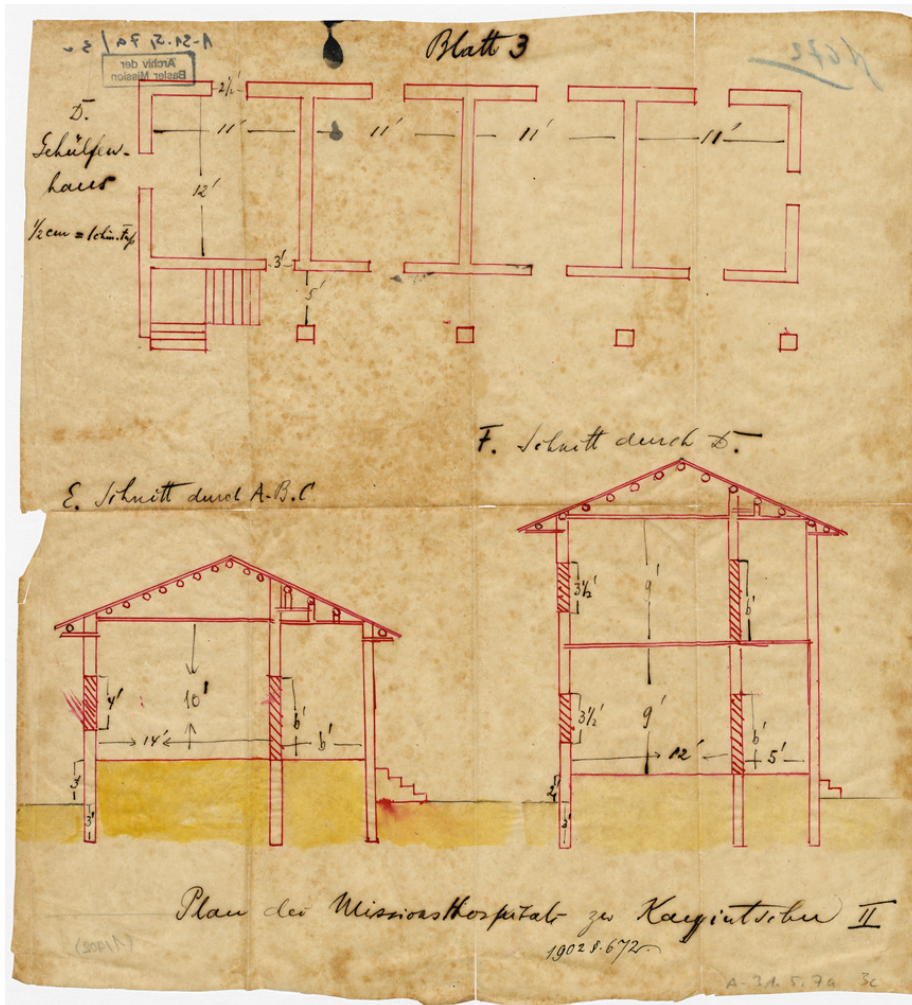 Blatt 3
A-31.5,7a/3c
Archiv der
Basler Mission
1672
D.
Gehülfen-
haus
½ cm = 1 chin. Fuß
2½'
11' 11' 11' 11'
12'
3'
5'
F. Schnitt durch D.
E. Schnitt durch A.B.C
3½' 9' 6'
4' 10' 6' 6'
14'
3½' 9' 6'
12' 5'
3'
3'
2'
3'
Plan des Missionshospitals zu II
1902 8.672
(1902)
A-31.5.7a 3c